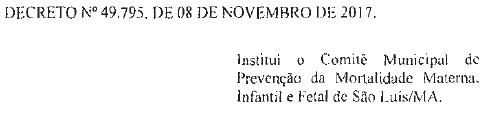 DECRETO Nº 49.795, DE 08 DE NOVEMBRO DE 2017.
Institui o Comitê Municipal de
Prevenção da Mortalidade Materna,
Infantil e Fetal de São Luís/MA.